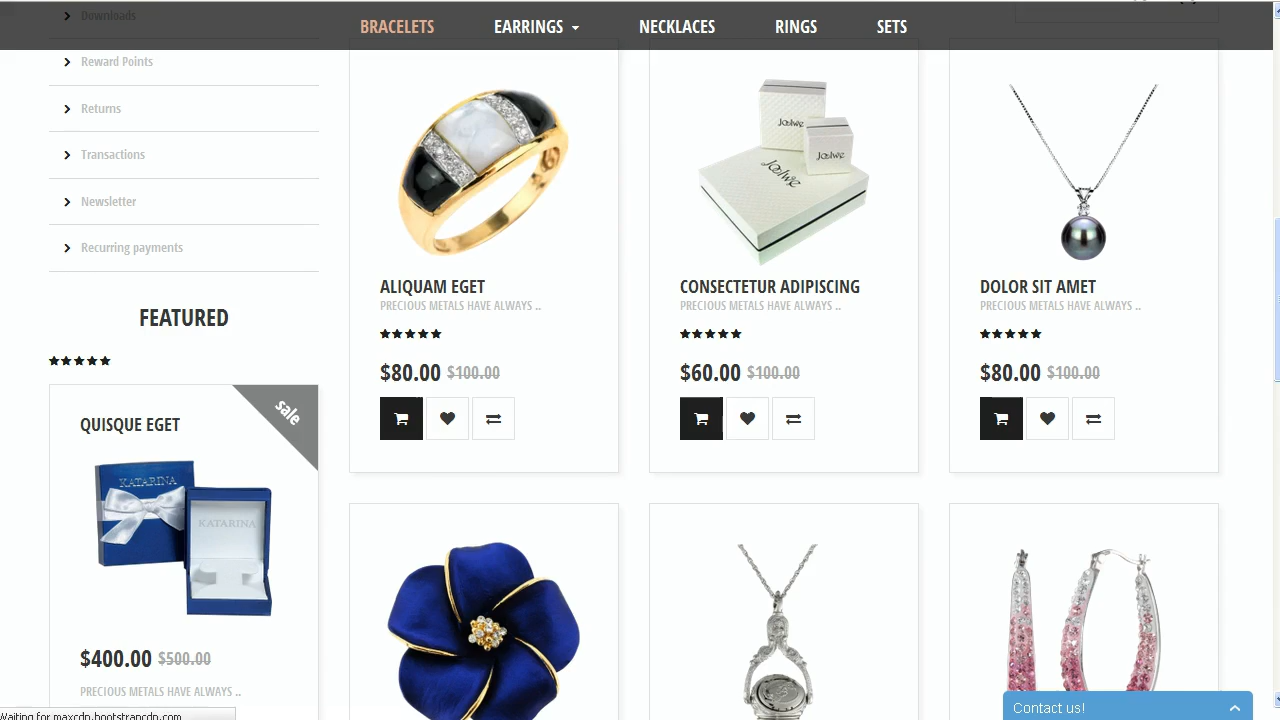 BRACELETS
EARRINGS
NECKLACES
RINGS
SETS
Downloads
Reward Points
Returns
Transactions
Newsletter
Recurring payments
FEATURED
sale
QUISQUE EGET
KATARINA
KATARINA
$400.00 $500.00
PRECIOUS METALS HAVE ALWAYS ..
ALIQUAM EGET
PRECIOUS METALS HAVE ALWAYS ..
$80.00 $100.00
Joelwe
Joelwe
Joelwe
CONSECTETUR ADIPISCING
PRECIOUS METALS HAVE ALWAYS ..
$60.00 $100.00
DOLOR SIT AMET
PRECIOUS METALS HAVE ALWAYS ..
$80.00 $100.00
Contact us!
Waiting for